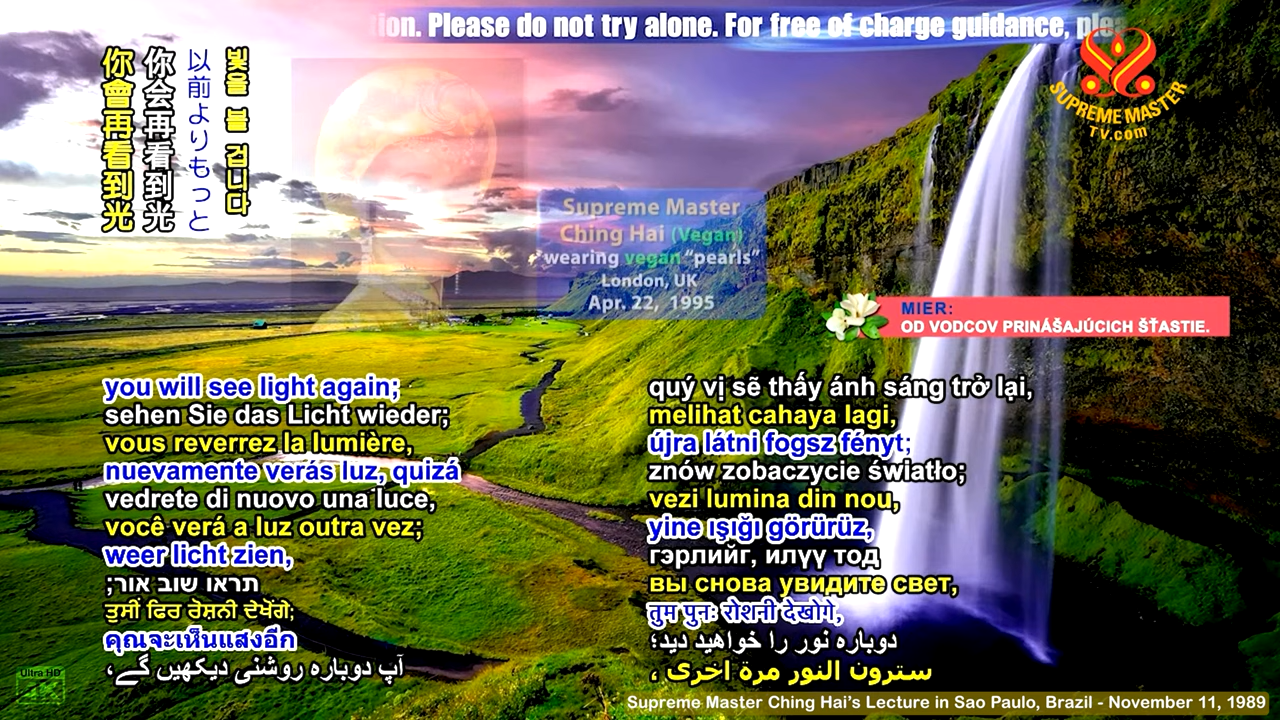 tion. Please do not try alone. For free of charge guidance, plea
你會再看到光
你会再看到光
以前よりもっと
빛을 볼 겁니다
SUPREME MASTER
TV.com
Supreme Master
Ching Hai (Vegan)
wearing vegan “pearls”
London, UK
Apr. 22, 1995
MIER:
OD VODCOV PRINÁŠAJÚCICH ŠŤASTIE.
you will see light again;
sehen Sie das Licht wieder;
vous reverrez la lumière,
nuevamente verás luz, quizá
vedrete di nuovo una luce,
você verá a luz outra vez;
weer licht zien,
תראו שוב אור;
ਤੁਸੀਂ ਫਿਰ ਰੋਸ਼ਨੀ ਦੇਖੋਂਗੇ;
คุณจะเห็นแสงอีก
آپ دوبارہ روشنی دیکھیں گے،
quý vị sẽ thấy ánh sáng trở lại,
melihat cahaya lagi,
újra látni fogsz fényt;
znów zobaczycie światło;
vezi lumina din nou,
yine ışığı görürüz,
гэрлийг, илүү тод
вы снова увидите свет,
तुम पुनः रोशनी देखोगे,
دوباره نور را خواهید دید؛
سترون النور مرة اخرى ،
Ultra HD
4K
Supreme Master Ching Hai’s Lecture in Sao Paulo, Brazil - November 11, 1989